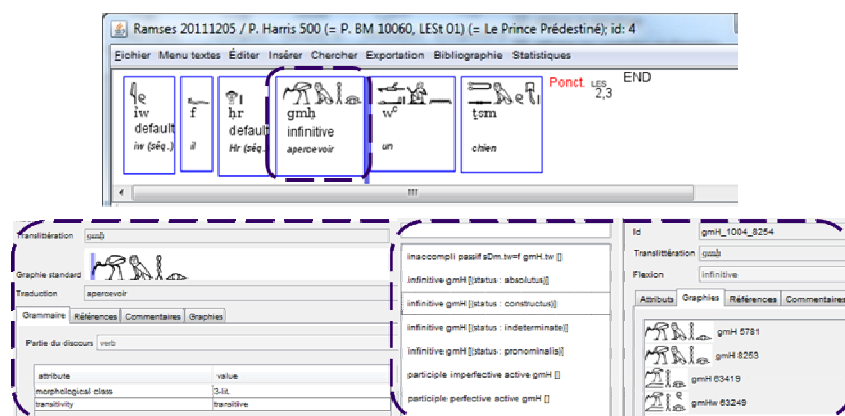 Ramses 20111205 / P. Harris 500 (= P. BM 10060, LESt 01) (= Le Prince Prédestiné); id: 4
Fichier Menu textes Éditer Insérer Chercher Exportation Bibliographie Statistiques
Ponct. LES 2,3 END
iw f ḥr gmḥ wꜥ ṯsm
default default infinitive
iw (séq.) il Hr (séq.) apercevoir un chien
Translittération gmḥ
Graphie standard
Traduction apercevoir
Grammaire Références Commentaires Graphies
Partie du discours verb
attribute value
morphological class 3-lit.
transitivity transitive
inaccompli passif sDm.tw=f gmH.tw []
infinitive gmH [(status : absolutus)]
infinitive gmH [(status : constructus)]
infinitive gmH [(status : indeterminate)]
infinitive gmH [(status : pronominalis)]
participle imperfective active gmH []
participle perfective active gmH []
Id gmH_1004_8254
Translittération gmḥ
Flexion infinitive
Attributs Graphies Références Commentaires
gmH 5781
gmH 8253
gmH 63419
gmHw 63249